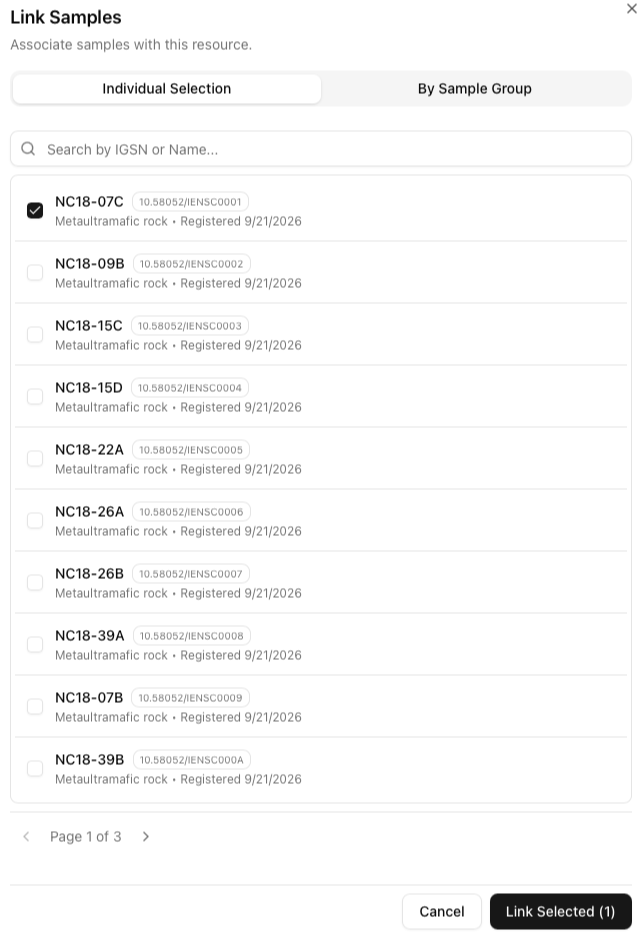 Link Samples
Associate samples with this resource.
Individual Selection By Sample Group
Search by IGSN or Name...
NC18-07C 10.58052/IENSC0001
Metaultramafic rock • Registered 9/21/2026
NC18-09B 10.58052/IENSC0002
Metaultramafic rock • Registered 9/21/2026
NC18-15C 10.58052/IENSC0003
Metaultramafic rock • Registered 9/21/2026
NC18-15D 10.58052/IENSC0004
Metaultramafic rock • Registered 9/21/2026
NC18-22A 10.58052/IENSC0005
Metaultramafic rock • Registered 9/21/2026
NC18-26A 10.58052/IENSC0006
Metaultramafic rock • Registered 9/21/2026
NC18-26B 10.58052/IENSC0007
Metaultramafic rock • Registered 9/21/2026
NC18-39A 10.58052/IENSC0008
Metaultramafic rock • Registered 9/21/2026
NC18-07B 10.58052/IENSC0009
Metaultramafic rock • Registered 9/21/2026
NC18-39B 10.58052/IENSC000A
Metaultramafic rock • Registered 9/21/2026
Page 1 of 3
Cancel Link Selected (1)